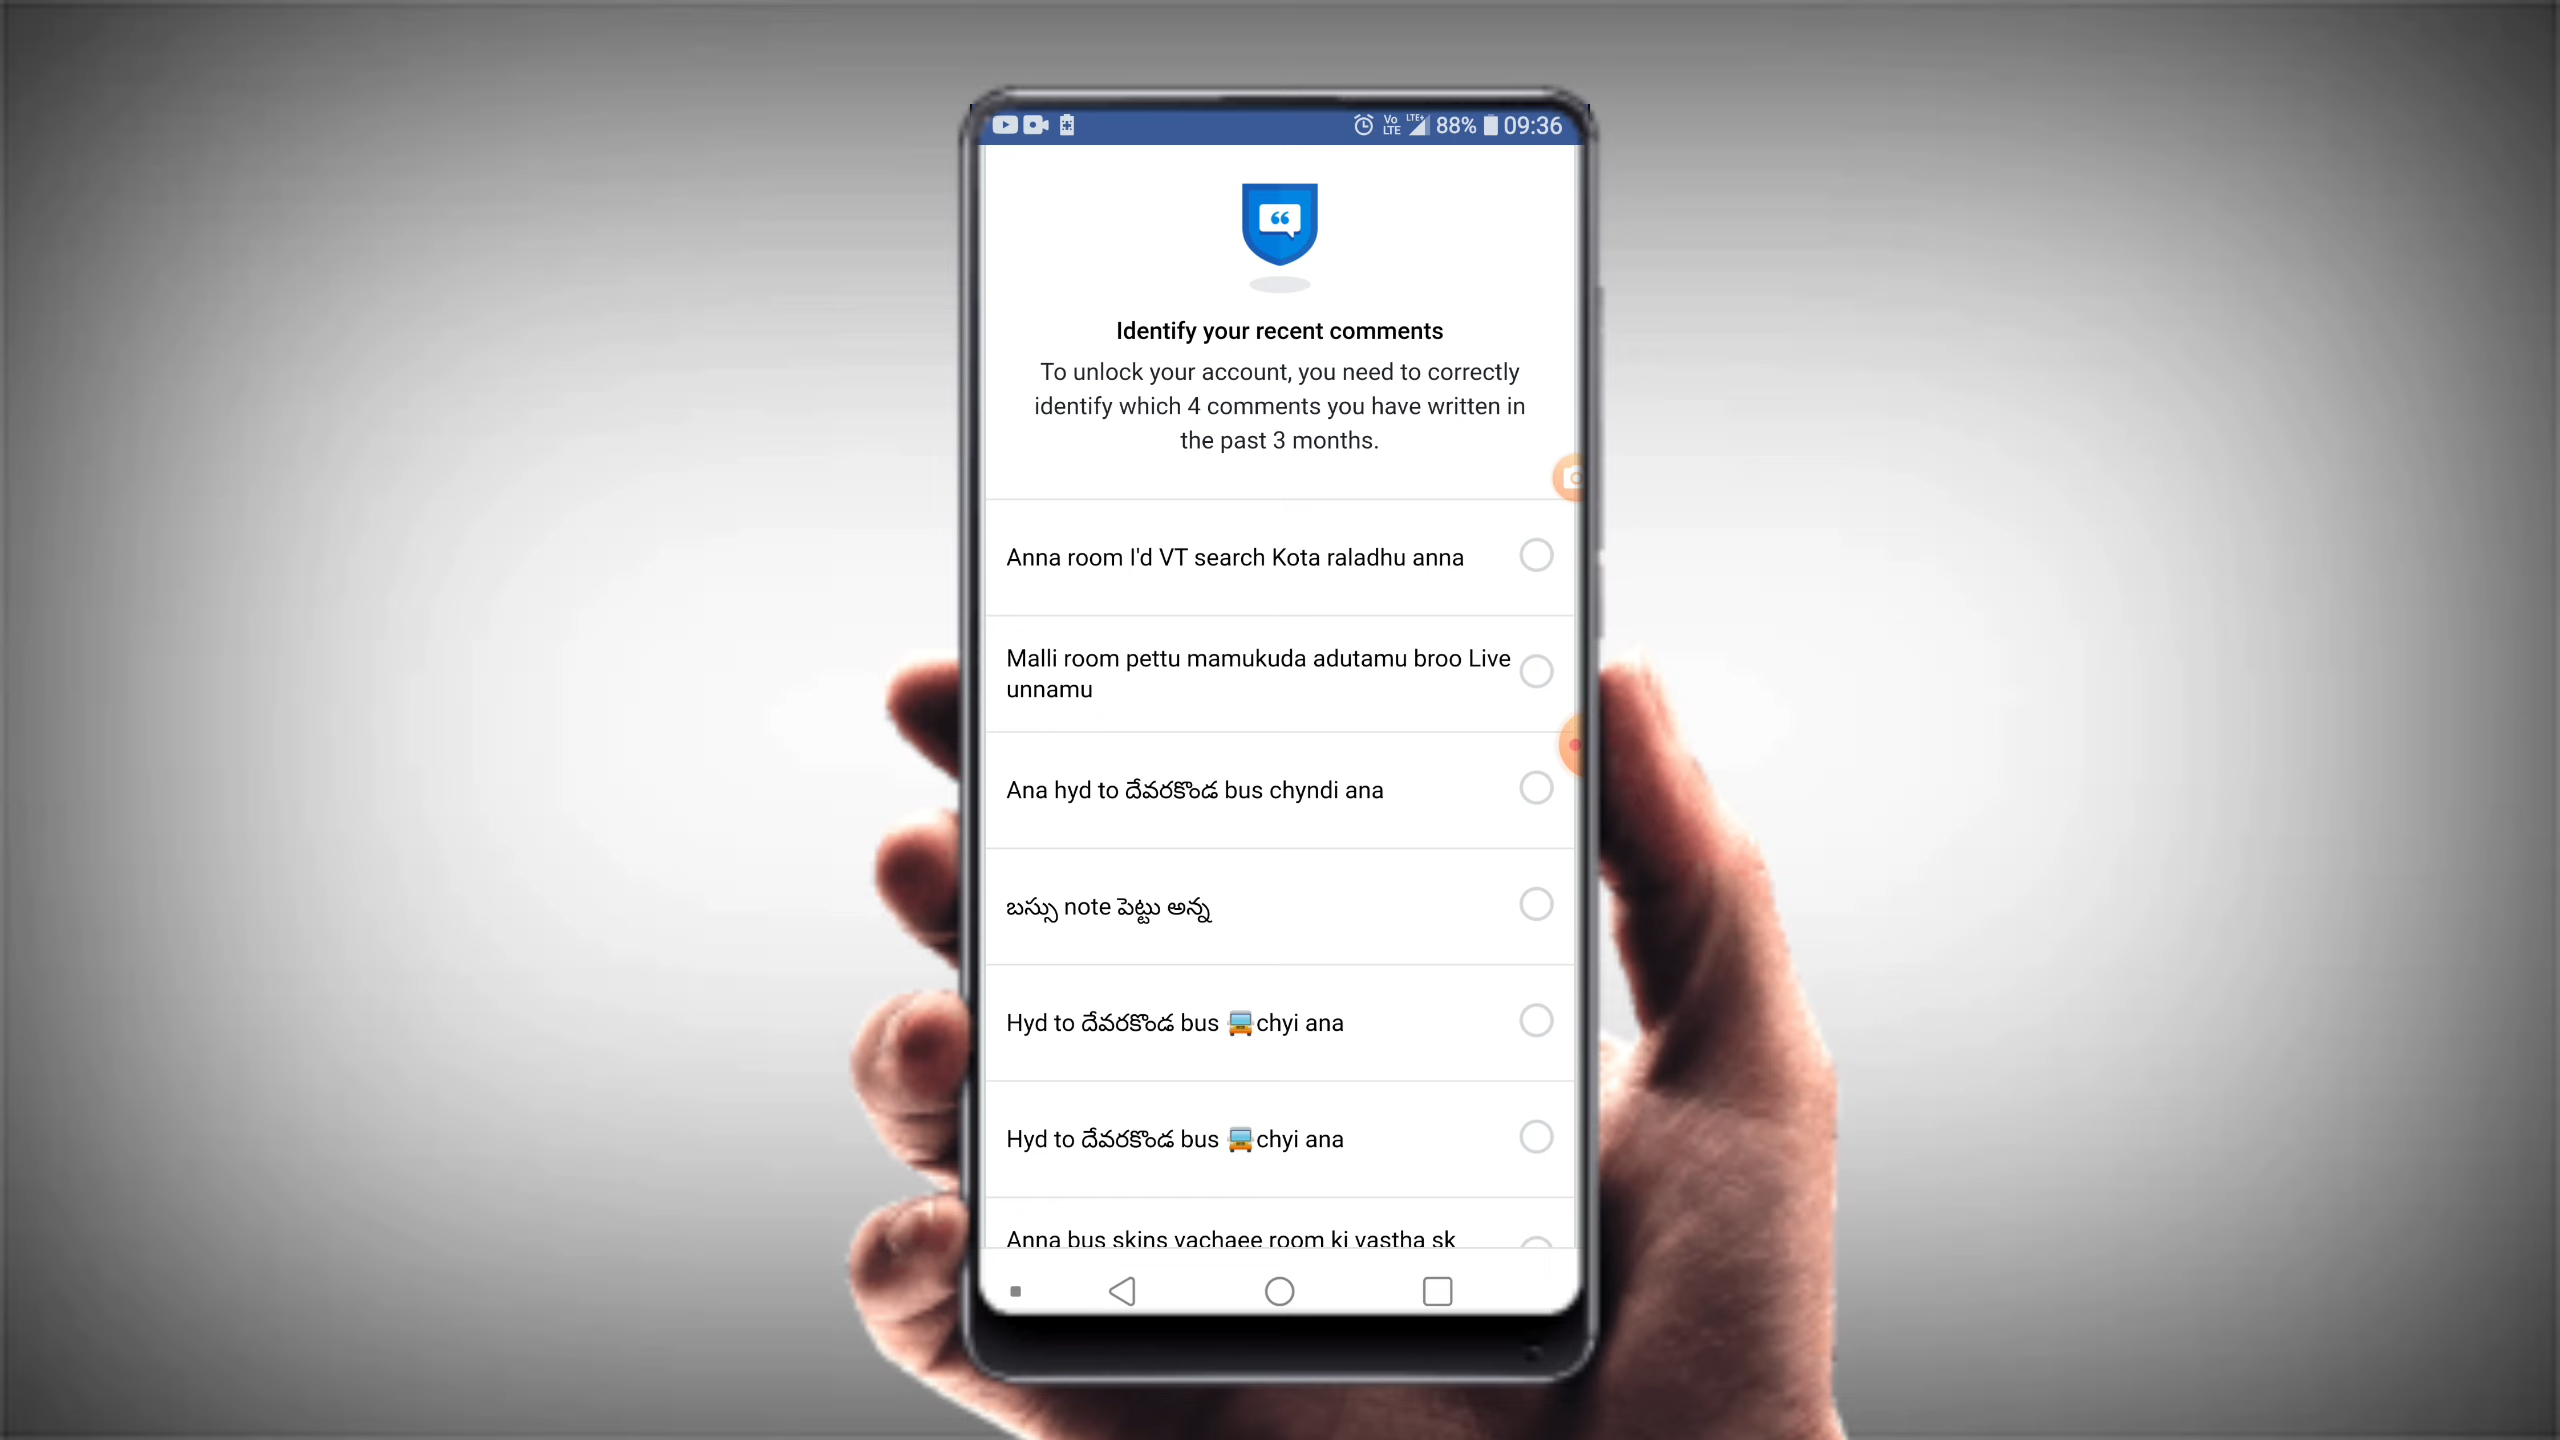 Vo
LTE
LTE+
88%
09:36
Identify your recent comments
To unlock your account, you need to correctly
identify which 4 comments you have written in
the past 3 months.
Anna room I'd VT search Kota raladhu anna
Malli room pettu mamukuda adutamu broo Live
unnamu
Ana hyd to దేవరకొండ bus chyndi ana
బస్సు note పెట్టు అన్న
Hyd to దేవరకొండ bus 🚍chyi ana
Hyd to దేవరకొండ bus 🚍chyi ana
Anna bus skins vachaee room ki vastha sk